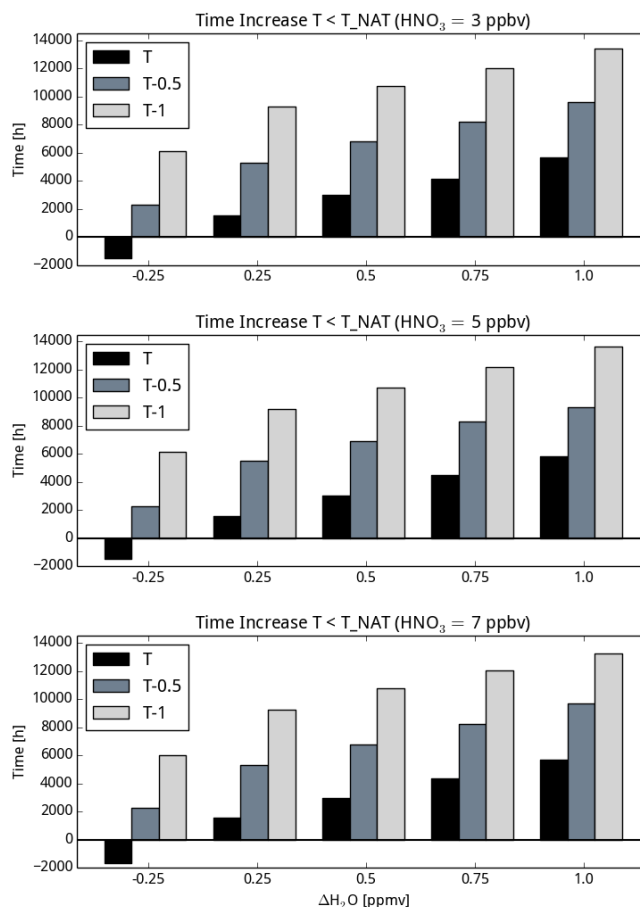 Time Increase T < T_NAT (HNO₃ = 3 ppbv)
14000
12000
10000
8000
6000
4000
2000
0
−2000
Time [h]
T
T-0.5
T-1
-0.25 0.25 0.5 0.75 1.0
Time Increase T < T_NAT (HNO₃ = 5 ppbv)
14000
12000
10000
8000
6000
4000
2000
0
−2000
Time [h]
T
T-0.5
T-1
-0.25 0.25 0.5 0.75 1.0
Time Increase T < T_NAT (HNO₃ = 7 ppbv)
14000
12000
10000
8000
6000
4000
2000
0
−2000
Time [h]
T
T-0.5
T-1
-0.25 0.25 0.5 0.75 1.0
ΔH₂O [ppmv]